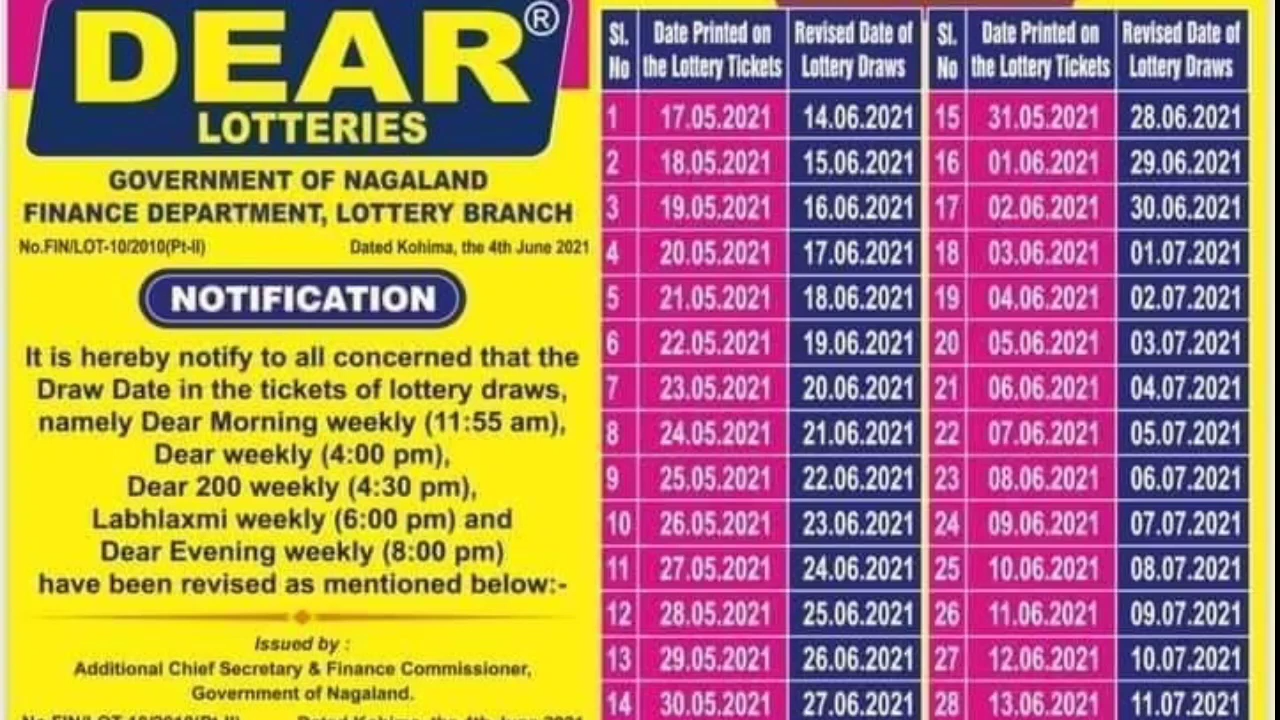 DEAR®
LOTTERIES
GOVERNMENT OF NAGALAND
FINANCE DEPARTMENT, LOTTERY BRANCH
No.FIN/LOT-10/2010(Pt-II) Dated Kohima, the 4th June 2021
NOTIFICATION
It is hereby notify to all concerned that the
Draw Date in the tickets of lottery draws,
namely Dear Morning weekly (11:55 am),
Dear weekly (4:00 pm),
Dear 200 weekly (4:30 pm),
Labhlaxmi weekly (6:00 pm) and
Dear Evening weekly (8:00 pm)
have been revised as mentioned below:-
Issued by :
Additional Chief Secretary & Finance Commissioner,
Government of Nagaland.
No.FIN/LOT-10/2010(Pt-II) Dated Kohima, the 4th June 2021
Sl. Date Printed on Revised Date of Sl. Date Printed on Revised Date of
No the Lottery Tickets Lottery Draws No the Lottery Tickets Lottery Draws
1 17.05.2021 14.06.2021 15 31.05.2021 28.06.2021
2 18.05.2021 15.06.2021 16 01.06.2021 29.06.2021
3 19.05.2021 16.06.2021 17 02.06.2021 30.06.2021
4 20.05.2021 17.06.2021 18 03.06.2021 01.07.2021
5 21.05.2021 18.06.2021 19 04.06.2021 02.07.2021
6 22.05.2021 19.06.2021 20 05.06.2021 03.07.2021
7 23.05.2021 20.06.2021 21 06.06.2021 04.07.2021
8 24.05.2021 21.06.2021 22 07.06.2021 05.07.2021
9 25.05.2021 22.06.2021 23 08.06.2021 06.07.2021
10 26.05.2021 23.06.2021 24 09.06.2021 07.07.2021
11 27.05.2021 24.06.2021 25 10.06.2021 08.07.2021
12 28.05.2021 25.06.2021 26 11.06.2021 09.07.2021
13 29.05.2021 26.06.2021 27 12.06.2021 10.07.2021
14 30.05.2021 27.06.2021 28 13.06.2021 11.07.2021